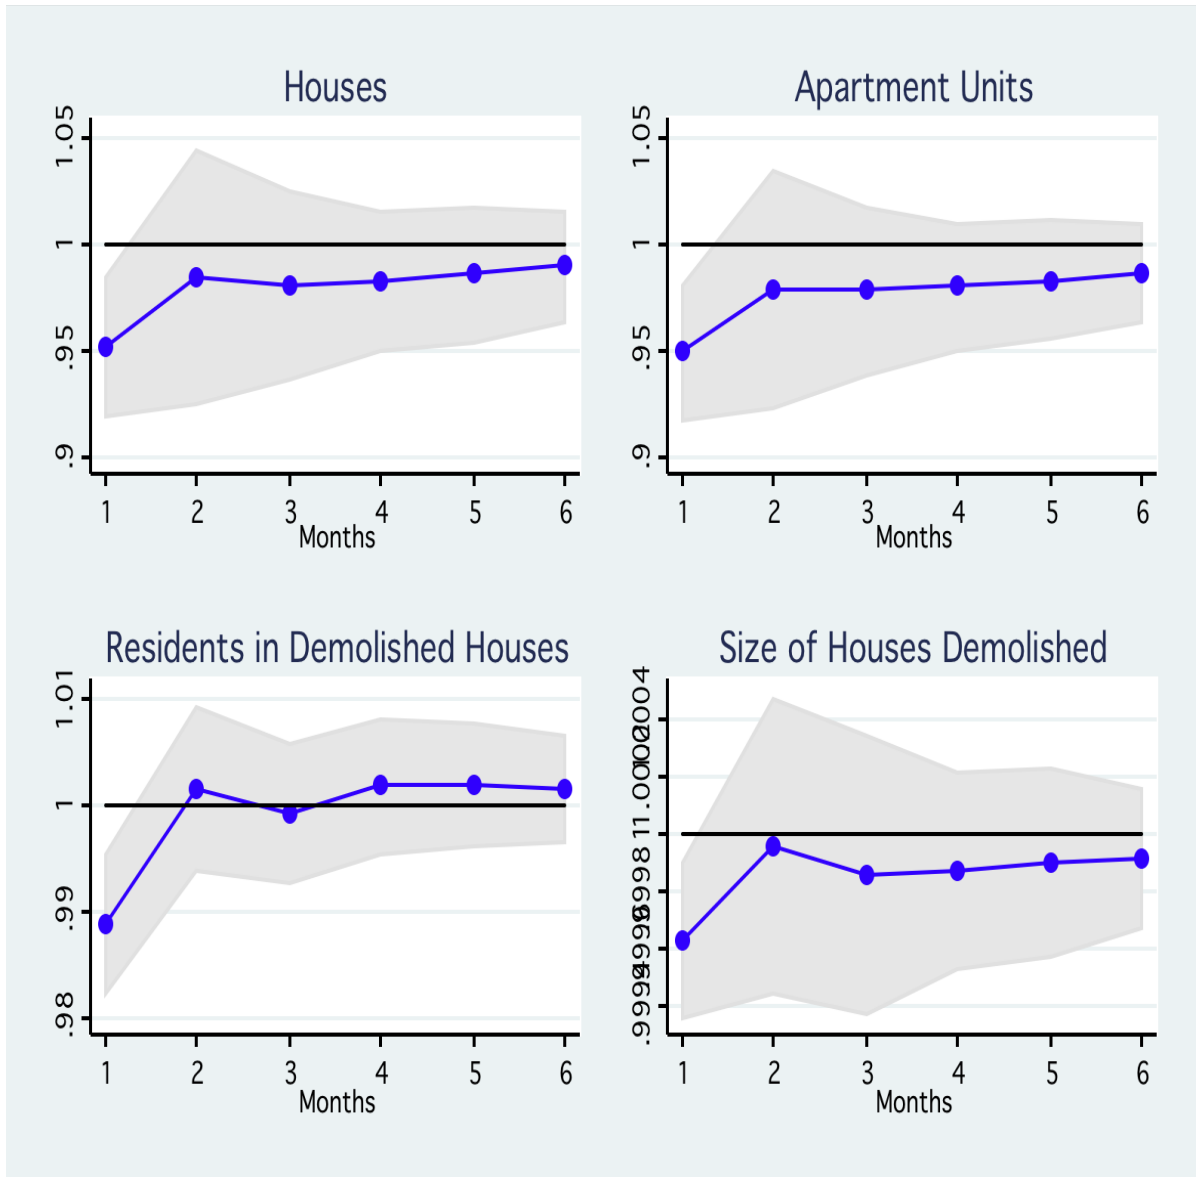 Houses
1.05
1
.95
.9
1 2 3 4 5 6
Months
Apartment Units
1.05
1
.95
.9
1 2 3 4 5 6
Months
Residents in Demolished Houses
1.01
1
.99
.98
1 2 3 4 5 6
Months
Size of Houses Demolished
1
1 2 3 4 5 6
Months